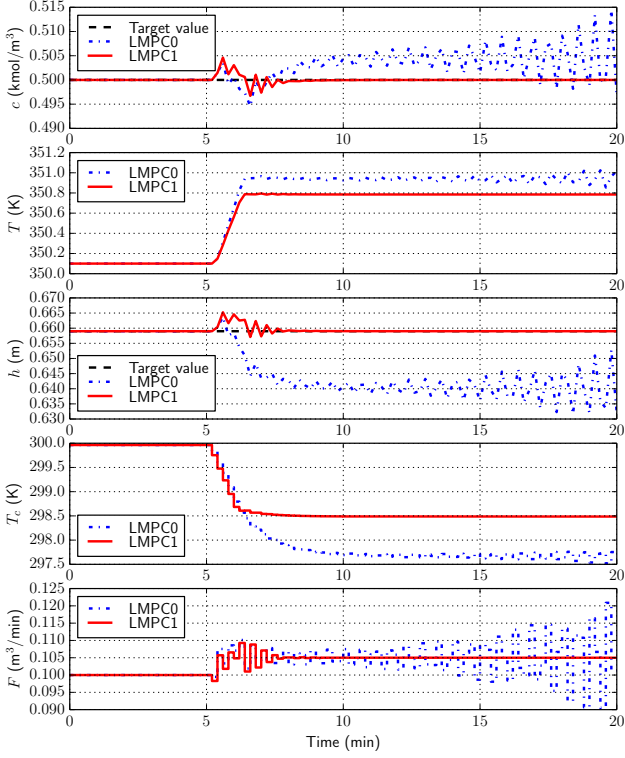 0.515
0.510
0.505
0.500
0.495
0.490
c (kmol/m³)
Target value
LMPC0
LMPC1
0 5 10 15 20
351.2
351.0
350.8
350.6
350.4
350.2
350.0
T (K)
LMPC0
LMPC1
0 5 10 15 20
0.670
0.665
0.660
0.655
0.650
0.645
0.640
0.635
0.630
h (m)
Target value
LMPC0
LMPC1
0 5 10 15 20
300.0
299.5
299.0
298.5
298.0
297.5
T_c (K)
LMPC0
LMPC1
0 5 10 15 20
0.125
0.120
0.115
0.110
0.105
0.100
0.095
0.090
F (m³/min)
LMPC0
LMPC1
0 5 10 15 20
Time (min)